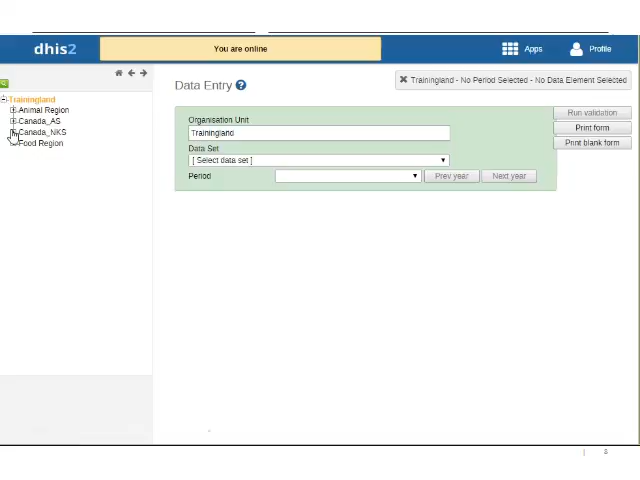 dhis2
You are online
Apps
Profile
Trainingland
Animal Region
Canada_AS
Canada_NKS
Food Region
Data Entry
Trainingland - No Period Selected - No Data Element Selected
Organisation Unit
Trainingland
Data Set
[ Select data set ]
Period
Prev year
Next year
Run validation
Print form
Print blank form